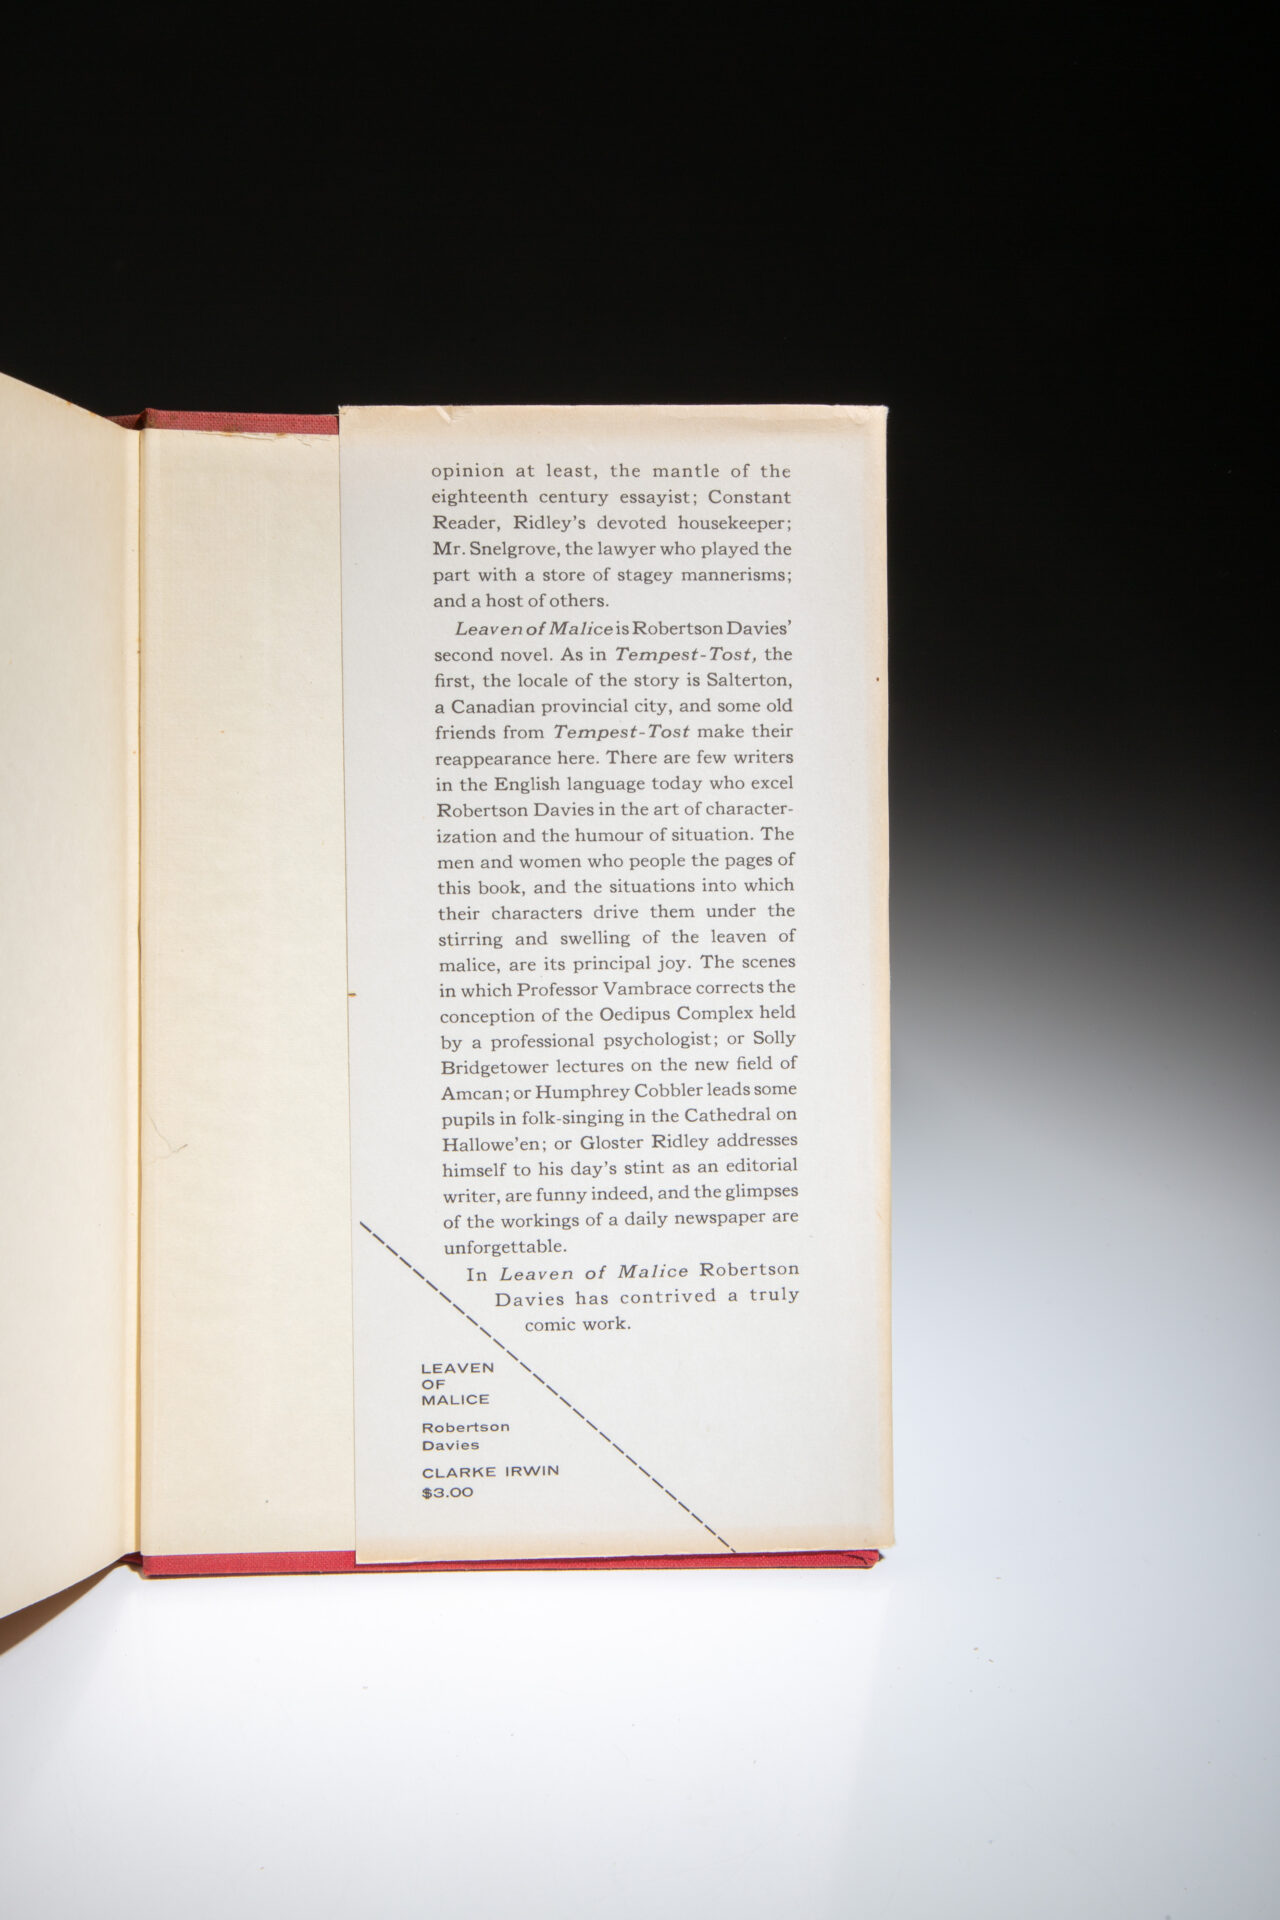 opinion at least, the mantle of the
eighteenth century essayist; Constant
Reader, Ridley's devoted housekeeper;
Mr. Snelgrove, the lawyer who played the
part with a store of stagey mannerisms;
and a host of others.
Leaven of Malice is Robertson Davies'
second novel. As in Tempest-Tost, the
first, the locale of the story is Salterton,
a Canadian provincial city, and some old
friends from Tempest-Tost make their
reappearance here. There are few writers
in the English language today who excel
Robertson Davies in the art of character-
ization and the humour of situation. The
men and women who people the pages of
this book, and the situations into which
their characters drive them under the
stirring and swelling of the leaven of
malice, are its principal joy. The scenes
in which Professor Vambrace corrects the
conception of the Oedipus Complex held
by a professional psychologist; or Solly
Bridgetower lectures on the new field of
Amcan; or Humphrey Cobbler leads some
pupils in folk-singing in the Cathedral on
Hallowe'en; or Gloster Ridley addresses
himself to his day's stint as an editorial
writer, are funny indeed, and the glimpses
of the workings of a daily newspaper are
unforgettable.
In Leaven of Malice Robertson
Davies has contrived a truly
comic work.
LEAVEN
OF
MALICE
Robertson
Davies
CLARKE IRWIN
$3.00